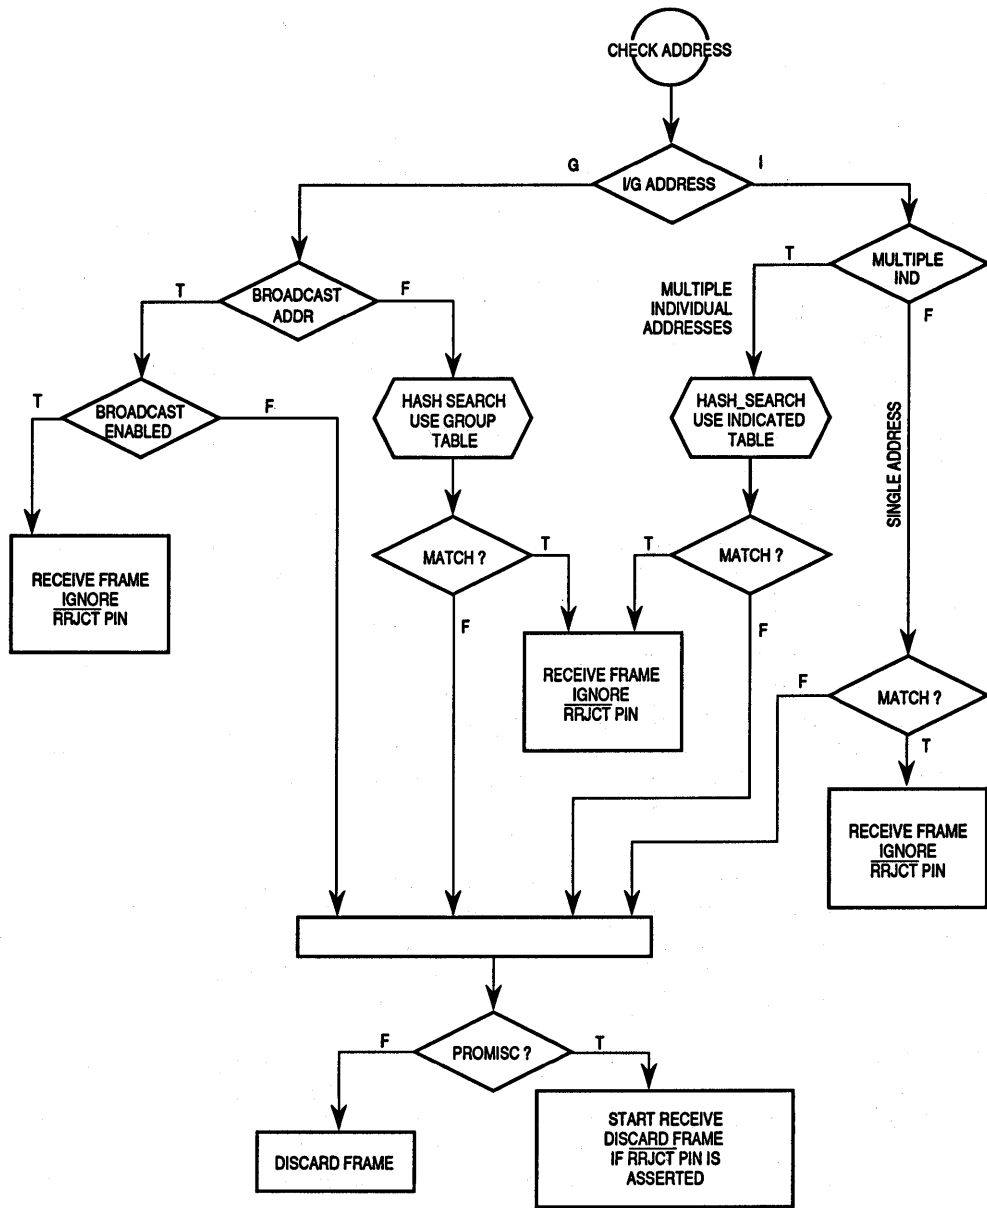 CHECK ADDRESS
G
I/G ADDRESS
I
T
BROADCAST
ADDR
F
T
MULTIPLE
IND
F
MULTIPLE
INDIVIDUAL
ADDRESSES
T
BROADCAST
ENABLED
F
HASH SEARCH
USE GROUP
TABLE
HASH_SEARCH
USE INDICATED
TABLE
SINGLE ADDRESS
RECEIVE FRAME
IGNORE
RRJCT PIN
MATCH ?
T
F
T
MATCH ?
F
RECEIVE FRAME
IGNORE
RRJCT PIN
F
MATCH ?
T
RECEIVE FRAME
IGNORE
RRJCT PIN
F
PROMISC ?
T
DISCARD FRAME
START RECEIVE
DISCARD FRAME
IF RRJCT PIN IS
ASSERTED